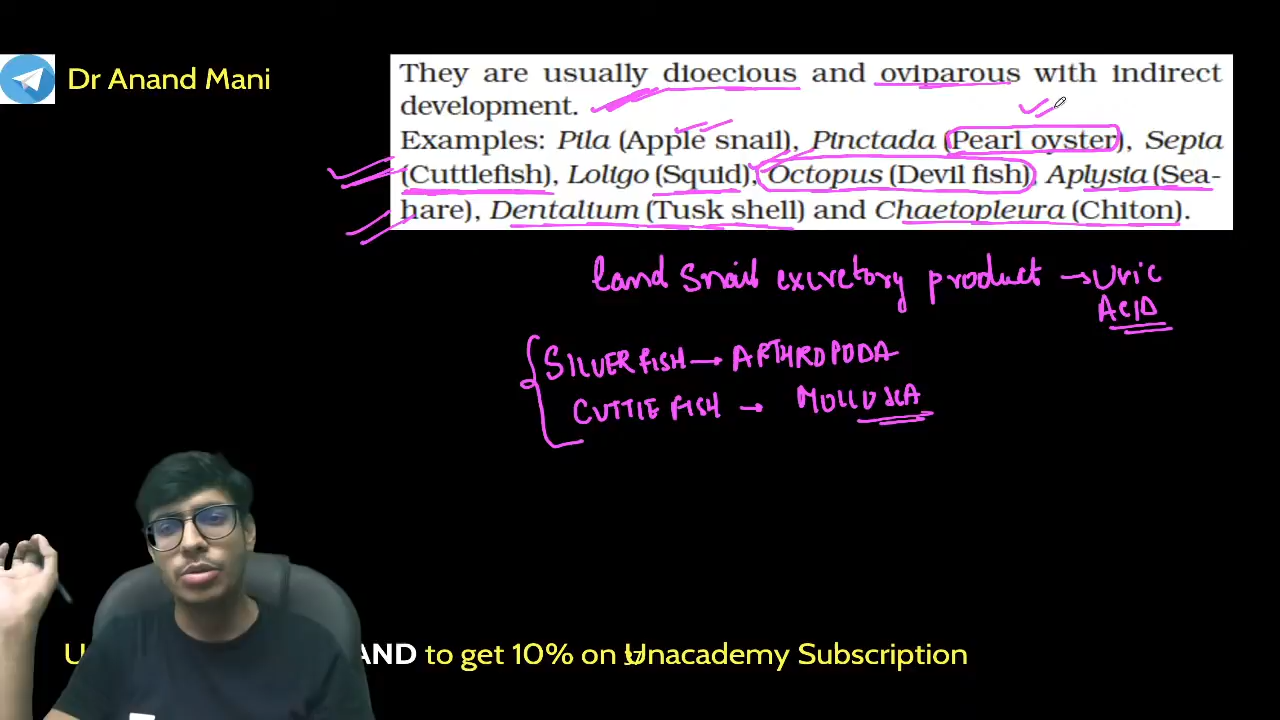 Dr Anand Mani
They are usually dioecious and oviparous with indirect
development.
Examples: Pila (Apple snail), Pinctada (Pearl oyster), Sepia
(Cuttlefish), Loligo (Squid), Octopus (Devil fish), Aplysia (Sea-
hare), Dentalium (Tusk shell) and Chaetopleura (Chiton).
land snail excretory product → Uric
ACID
SILVER FISH → ARTHROPODA
CUTTLE FISH → MOLLUSCA
AND to get 10% on Unacademy Subscription